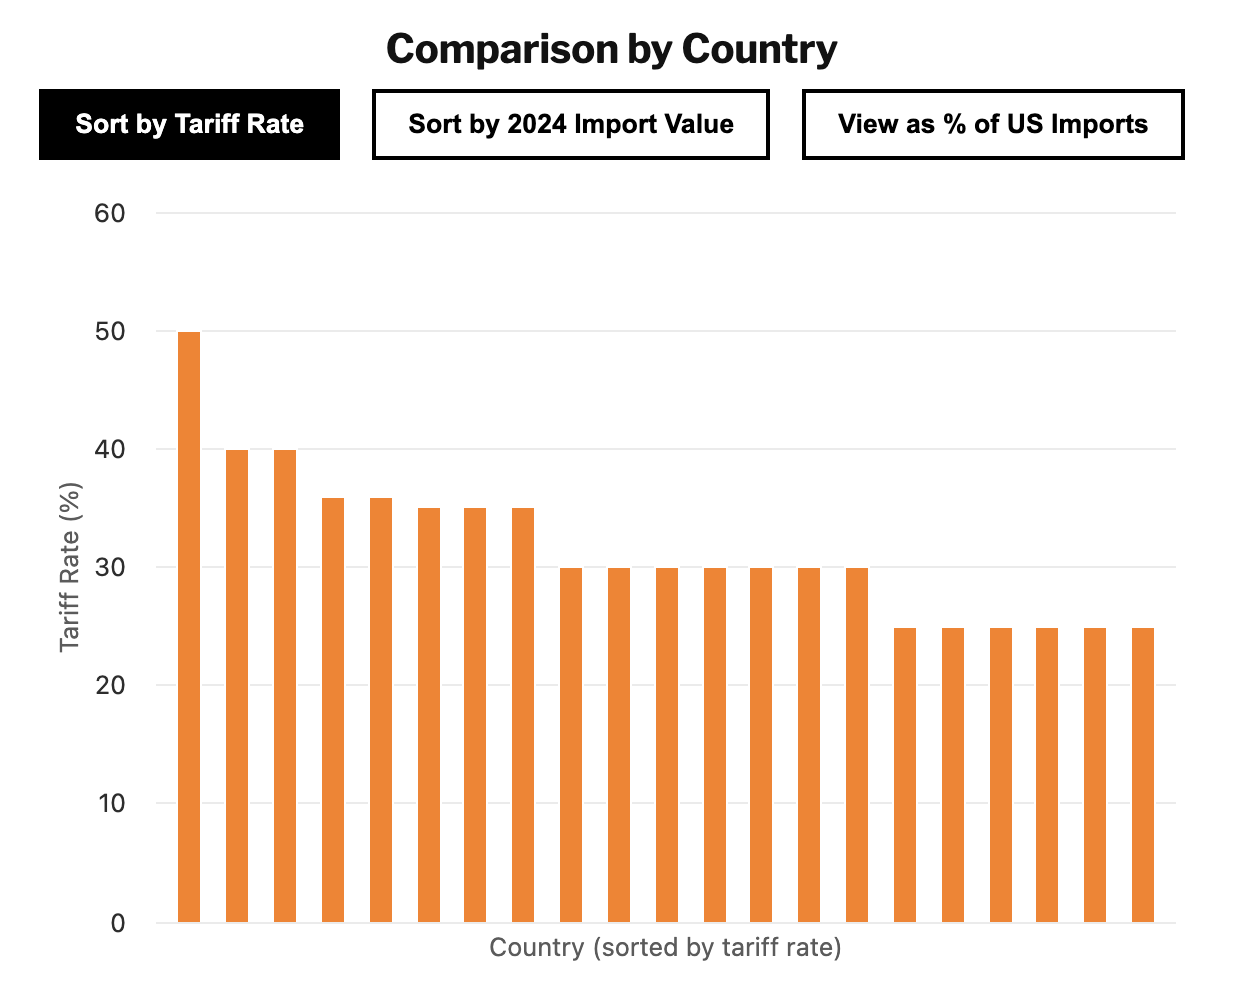 Comparison by Country
Sort by Tariff Rate
Sort by 2024 Import Value
View as % of US Imports
60
50
40
30
20
10
0
Tariff Rate (%)
Country (sorted by tariff rate)